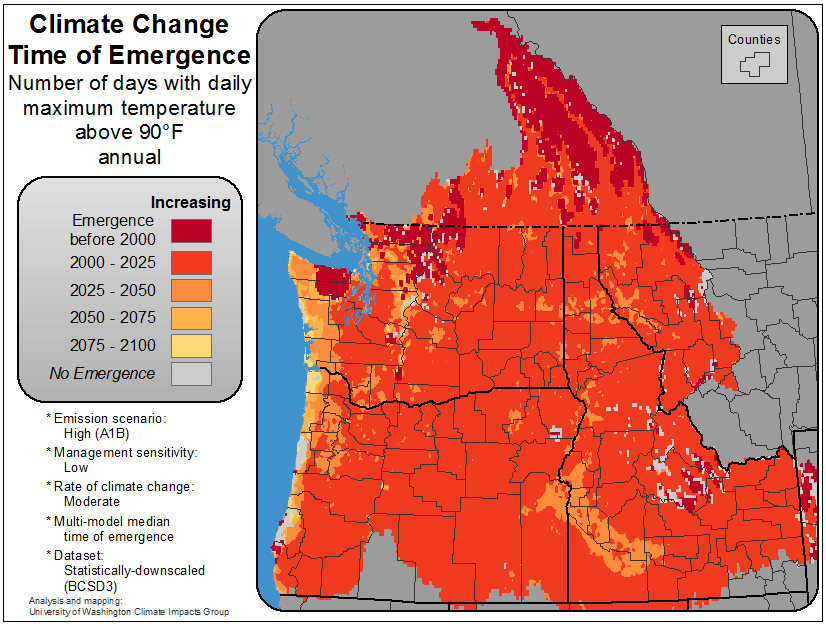 Climate Change
Time of Emergence
Number of days with daily
maximum temperature
above 90°F
annual
Increasing
Emergence
before 2000
2000 - 2025
2025 - 2050
2050 - 2075
2075 - 2100
No Emergence
* Emission scenario:
High (A1B)
* Management sensitivity:
Low
* Rate of climate change:
Moderate
* Multi-model median
time of emergence
* Dataset:
Statistically-downscaled
(BCSD3)
Analysis and mapping:
University of Washington Climate Impacts Group
Counties